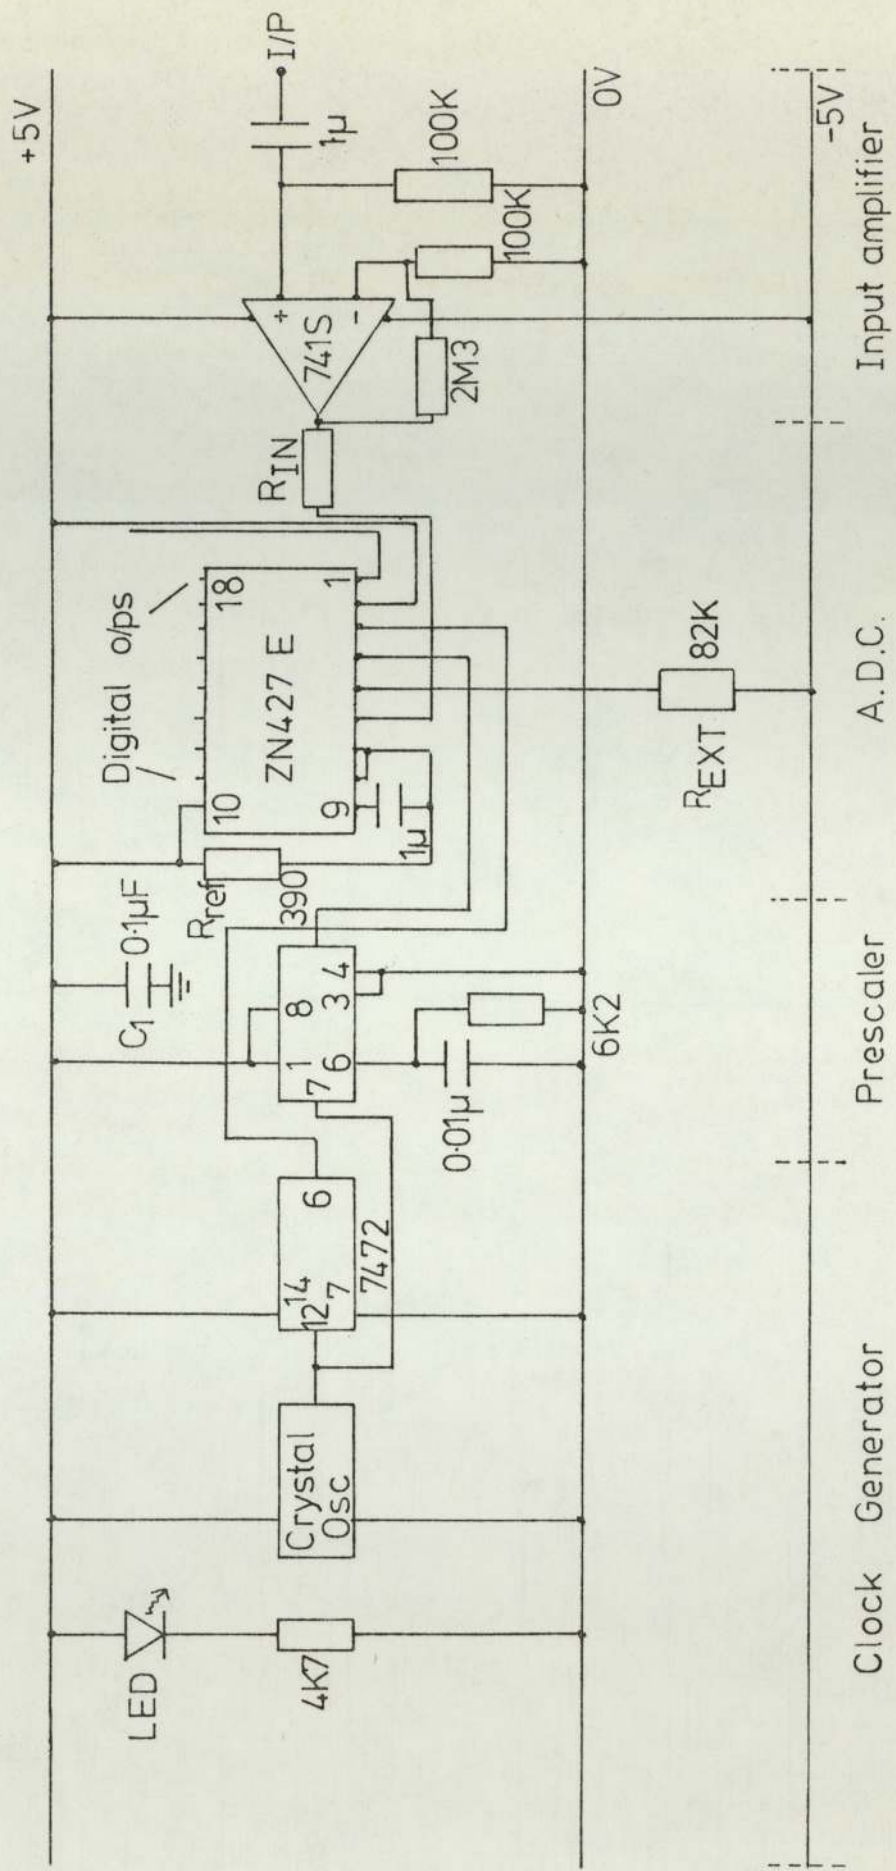 +5V
I/P
1μ
100K
100K
0V
-5V
+
-
741S
2M3
RIN
Digital o/ps
18
1
ZN427 E
10
9
1μ
Rref
390
REXT
82K
C1
0·1μF
8
1
3
4
7
6
0·01μ
6K2
6
14
12
7
7472
Crystal
Osc
LED
4K7
Clock Generator
Prescaler
A.D.C.
Input amplifier